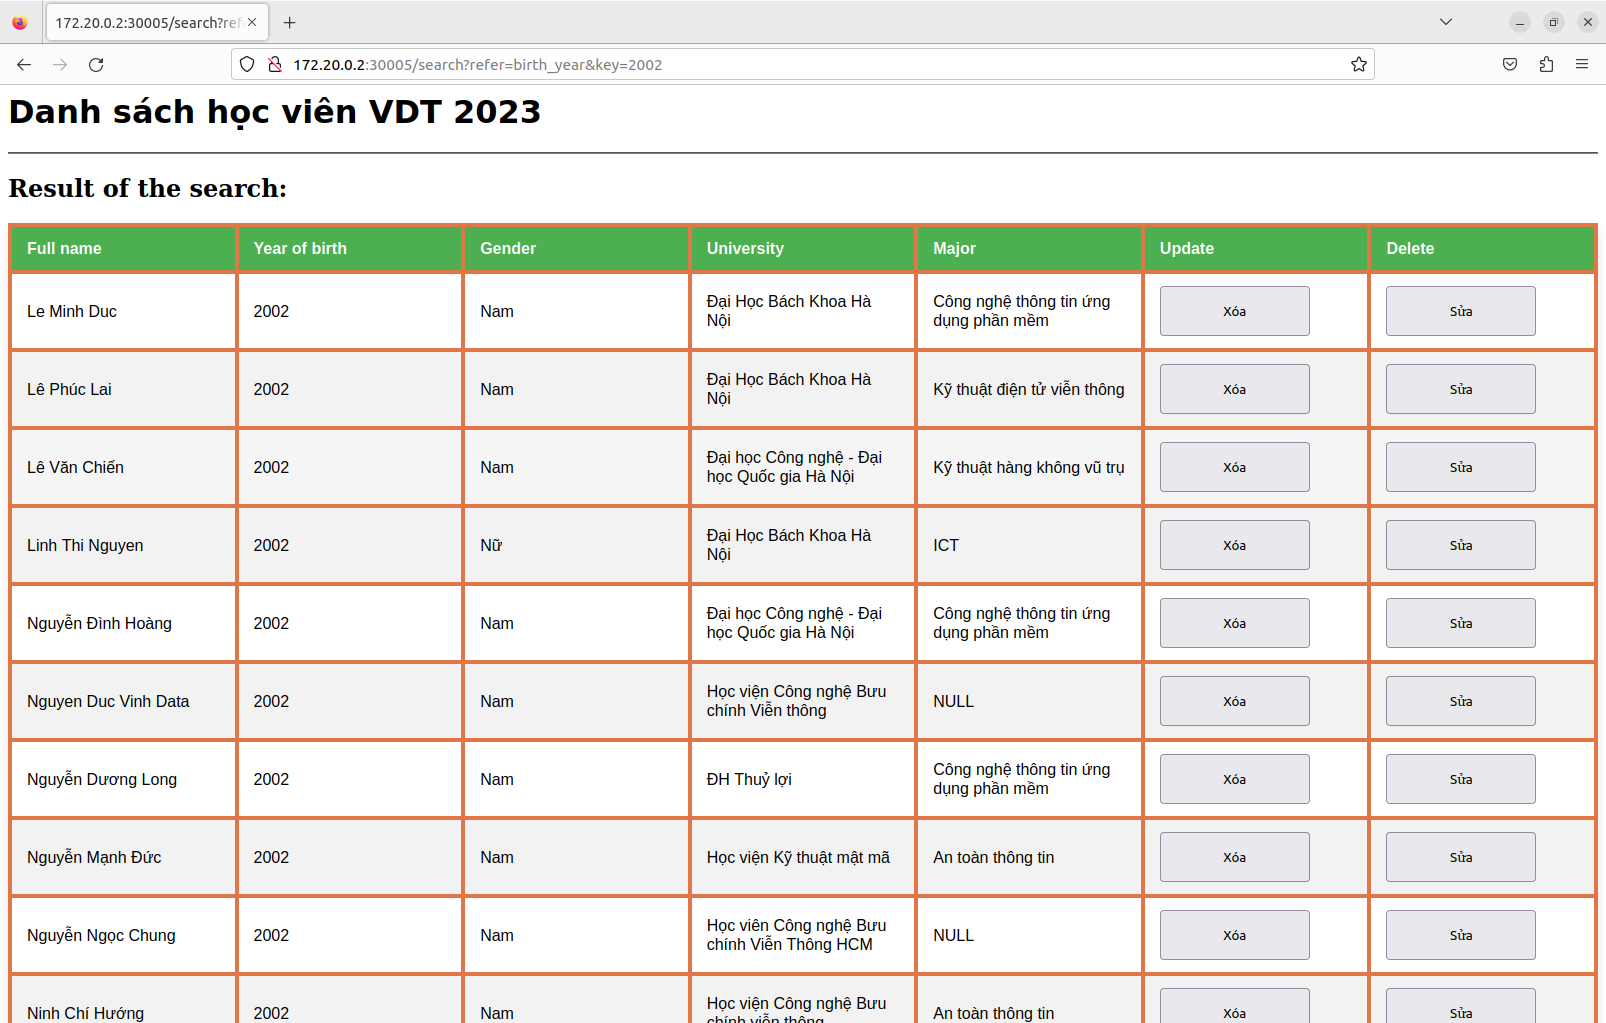 172.20.0.2:30005/search?ref
172.20.0.2:30005/search?refer=birth_year&key=2002
Danh sách học viên VDT 2023
Result of the search:
Full name Year of birth Gender University Major Update Delete
Le Minh Duc 2002 Nam Đại Học Bách Khoa Hà Nội Công nghệ thông tin ứng dụng phần mềm Xóa Sửa
Lê Phúc Lai 2002 Nam Đại Học Bách Khoa Hà Nội Kỹ thuật điện tử viễn thông Xóa Sửa
Lê Văn Chiến 2002 Nam Đại học Công nghệ - Đại học Quốc gia Hà Nội Kỹ thuật hàng không vũ trụ Xóa Sửa
Linh Thi Nguyen 2002 Nữ Đại Học Bách Khoa Hà Nội ICT Xóa Sửa
Nguyễn Đình Hoàng 2002 Nam Đại học Công nghệ - Đại học Quốc gia Hà Nội Công nghệ thông tin ứng dụng phần mềm Xóa Sửa
Nguyen Duc Vinh Data 2002 Nam Học viện Công nghệ Bưu chính Viễn thông NULL Xóa Sửa
Nguyễn Dương Long 2002 Nam ĐH Thuỷ lợi Công nghệ thông tin ứng dụng phần mềm Xóa Sửa
Nguyễn Mạnh Đức 2002 Nam Học viện Kỹ thuật mật mã An toàn thông tin Xóa Sửa
Nguyễn Ngọc Chung 2002 Nam Học viên Công nghệ Bưu chính Viễn Thông HCM NULL Xóa Sửa
Ninh Chí Hướng 2002 Nam Học viện Công nghệ Bưu chính viễn thông An toàn thông tin Xóa Sửa